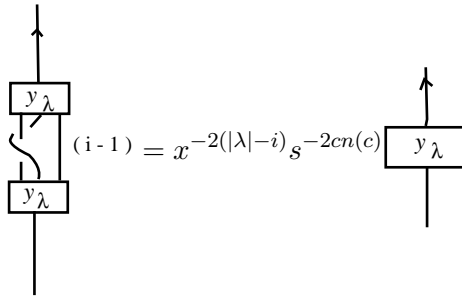 y_λ
(i-1) = x^{-2(|λ|-i)} s^{-2cn(c)} y_λ
y_λ